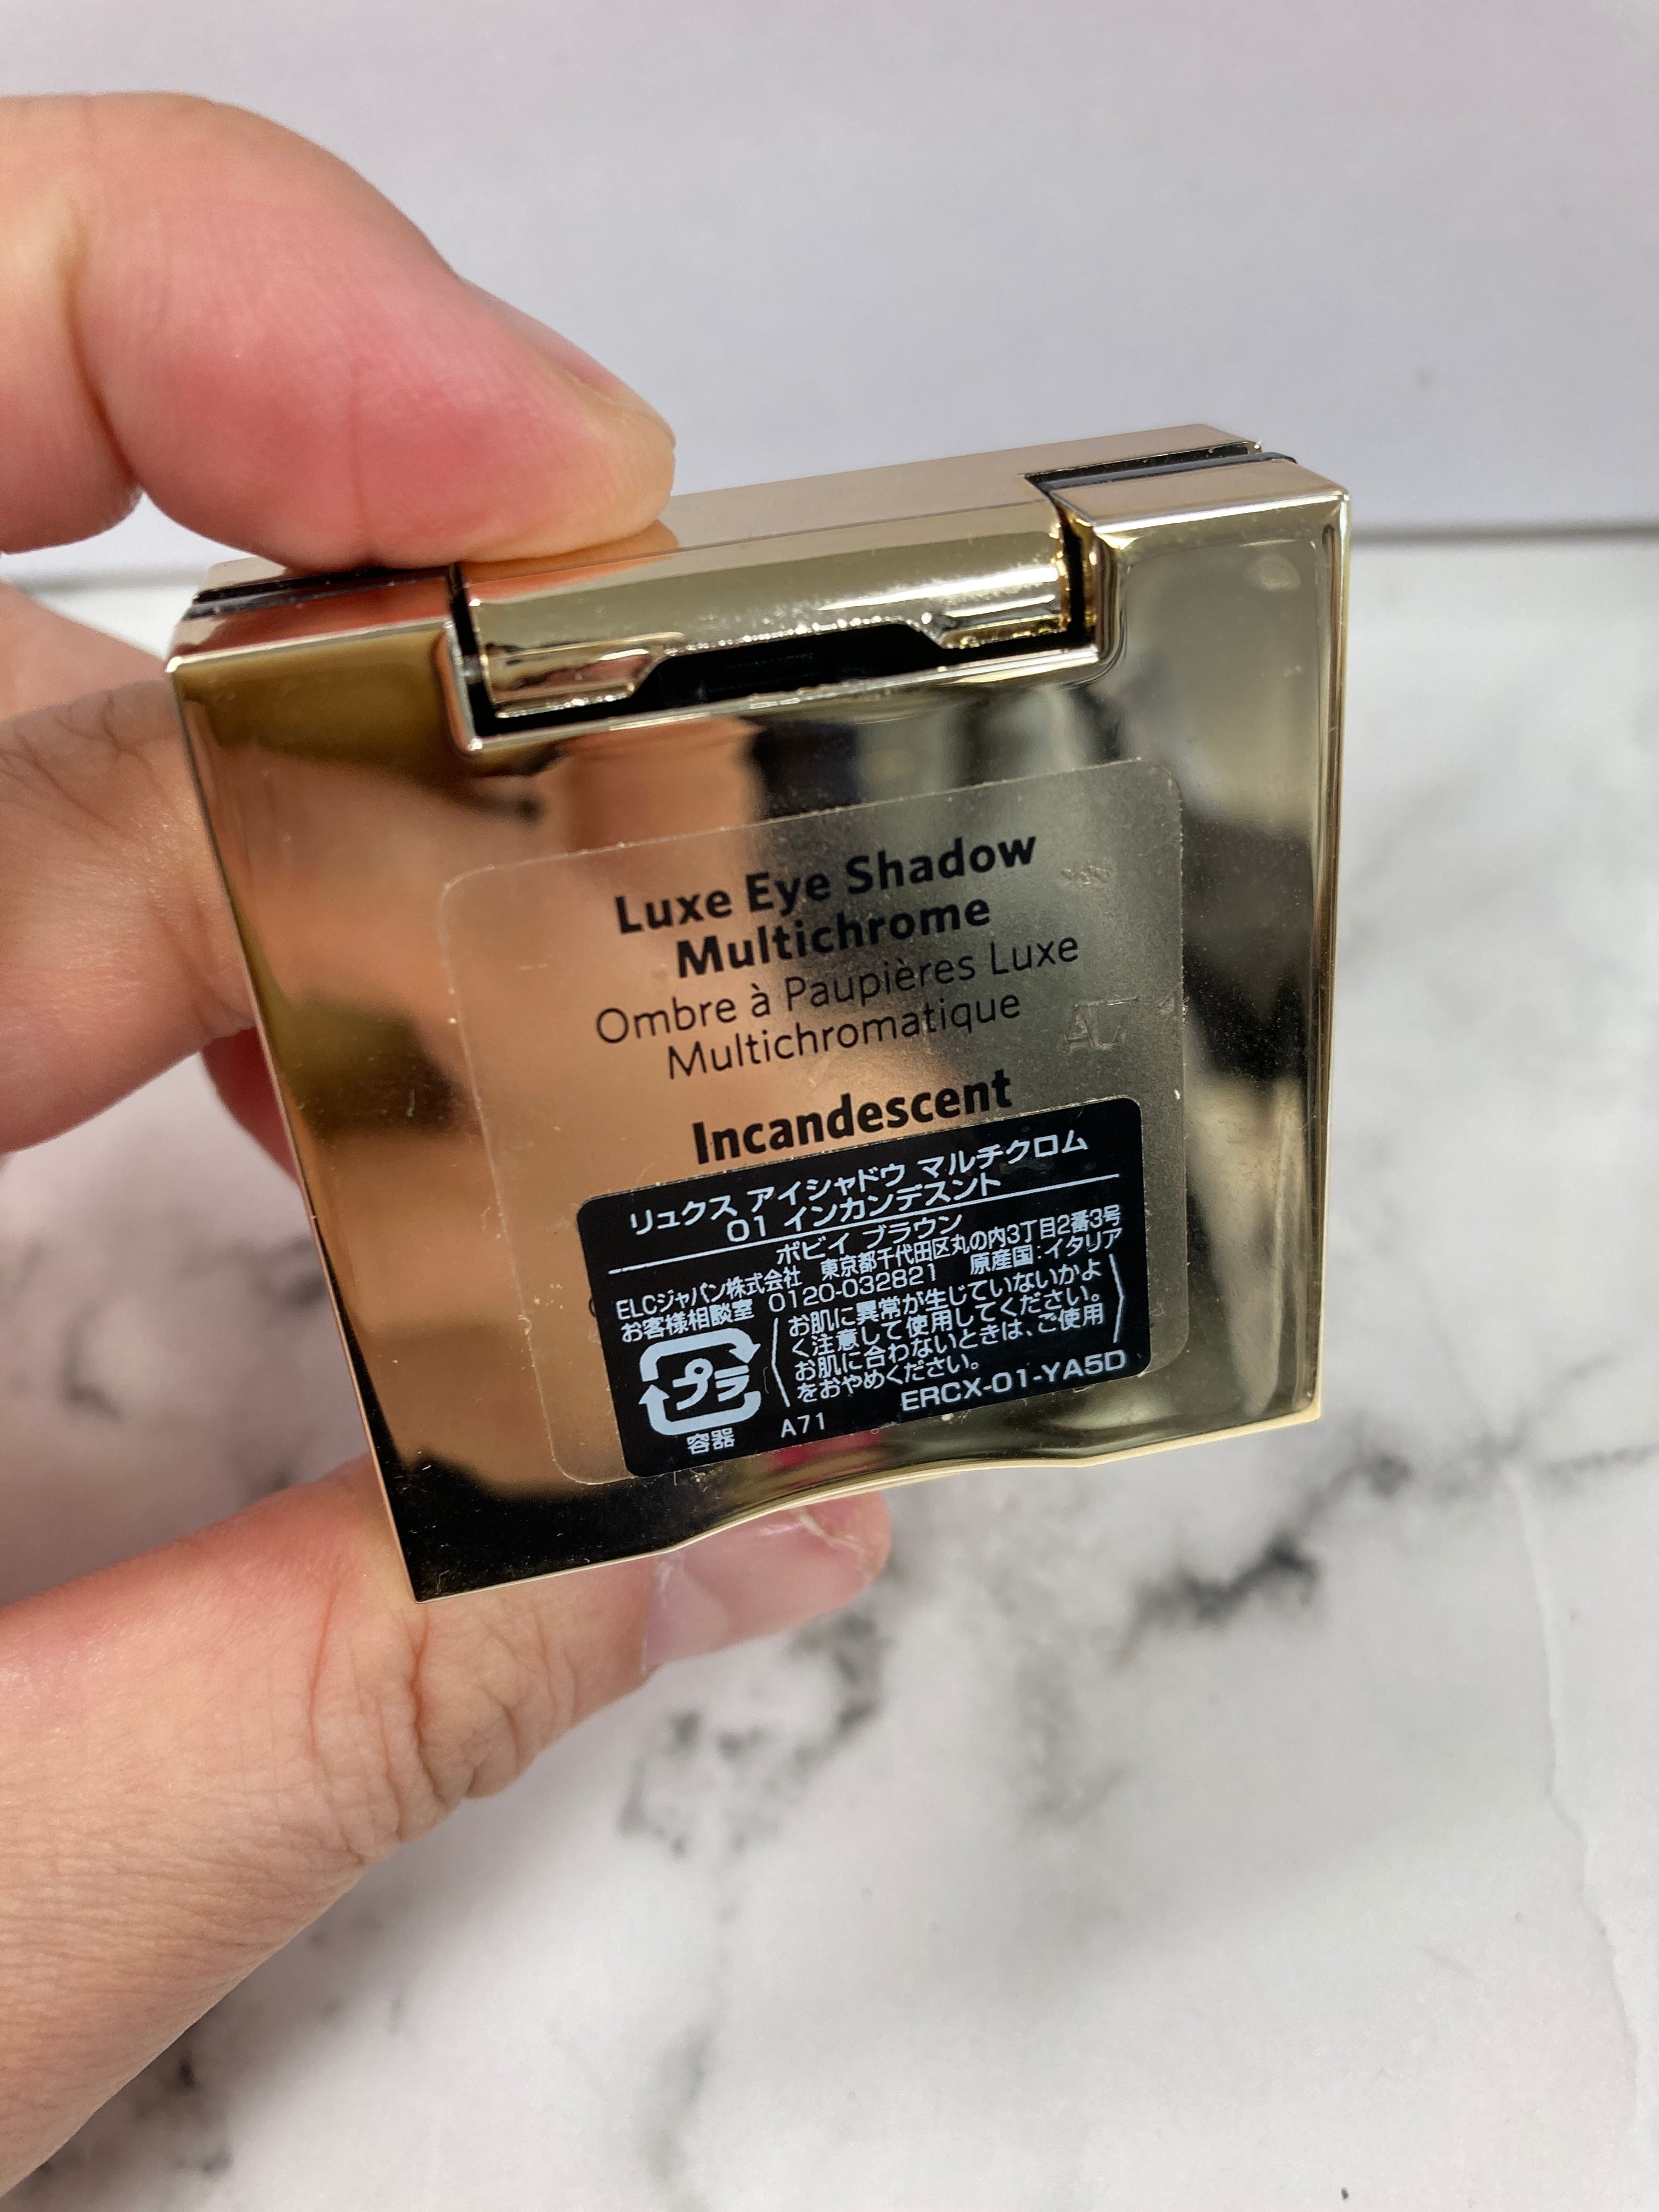 Luxe Eye Shadow
Multichrome
Ombre à Paupières Luxe
Multichromatique
Incandescent
リュクス アイシャドウ マルチクロム
01 インカンデスント
ボビイ ブラウン
ELCジャパン株式会社 東京都千代田区丸の内3丁目2番3号
お客様相談室 0120-032821 原産国:イタリア
お肌に異常が生じていないかよ
く注意して使用してください。
お肌に合わないときは、ご使用
をおやめください。
プラ
容器
A71
ERCX-01-YA5D